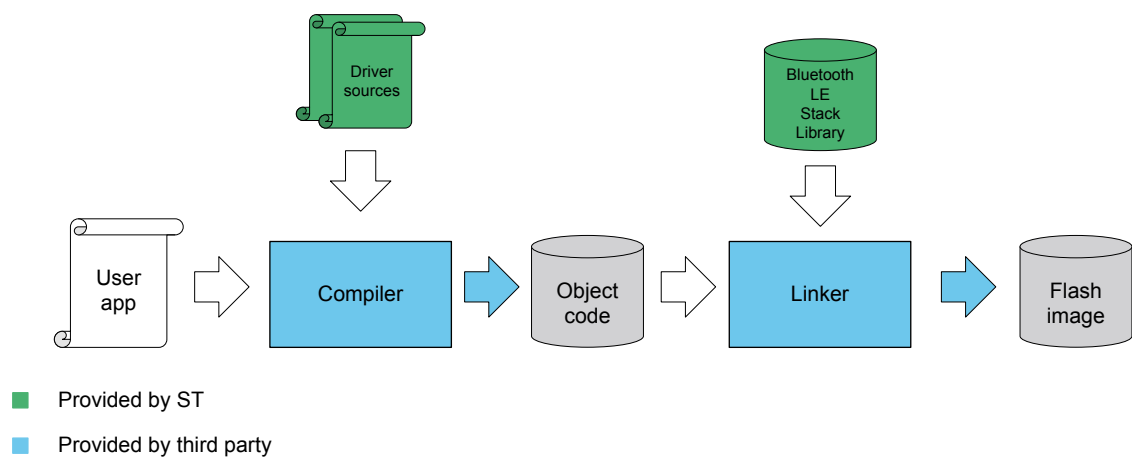 Driver
sources
Bluetooth
LE
Stack
Library
User
app
Compiler
Object
code
Linker
Flash
image
Provided by ST
Provided by third party